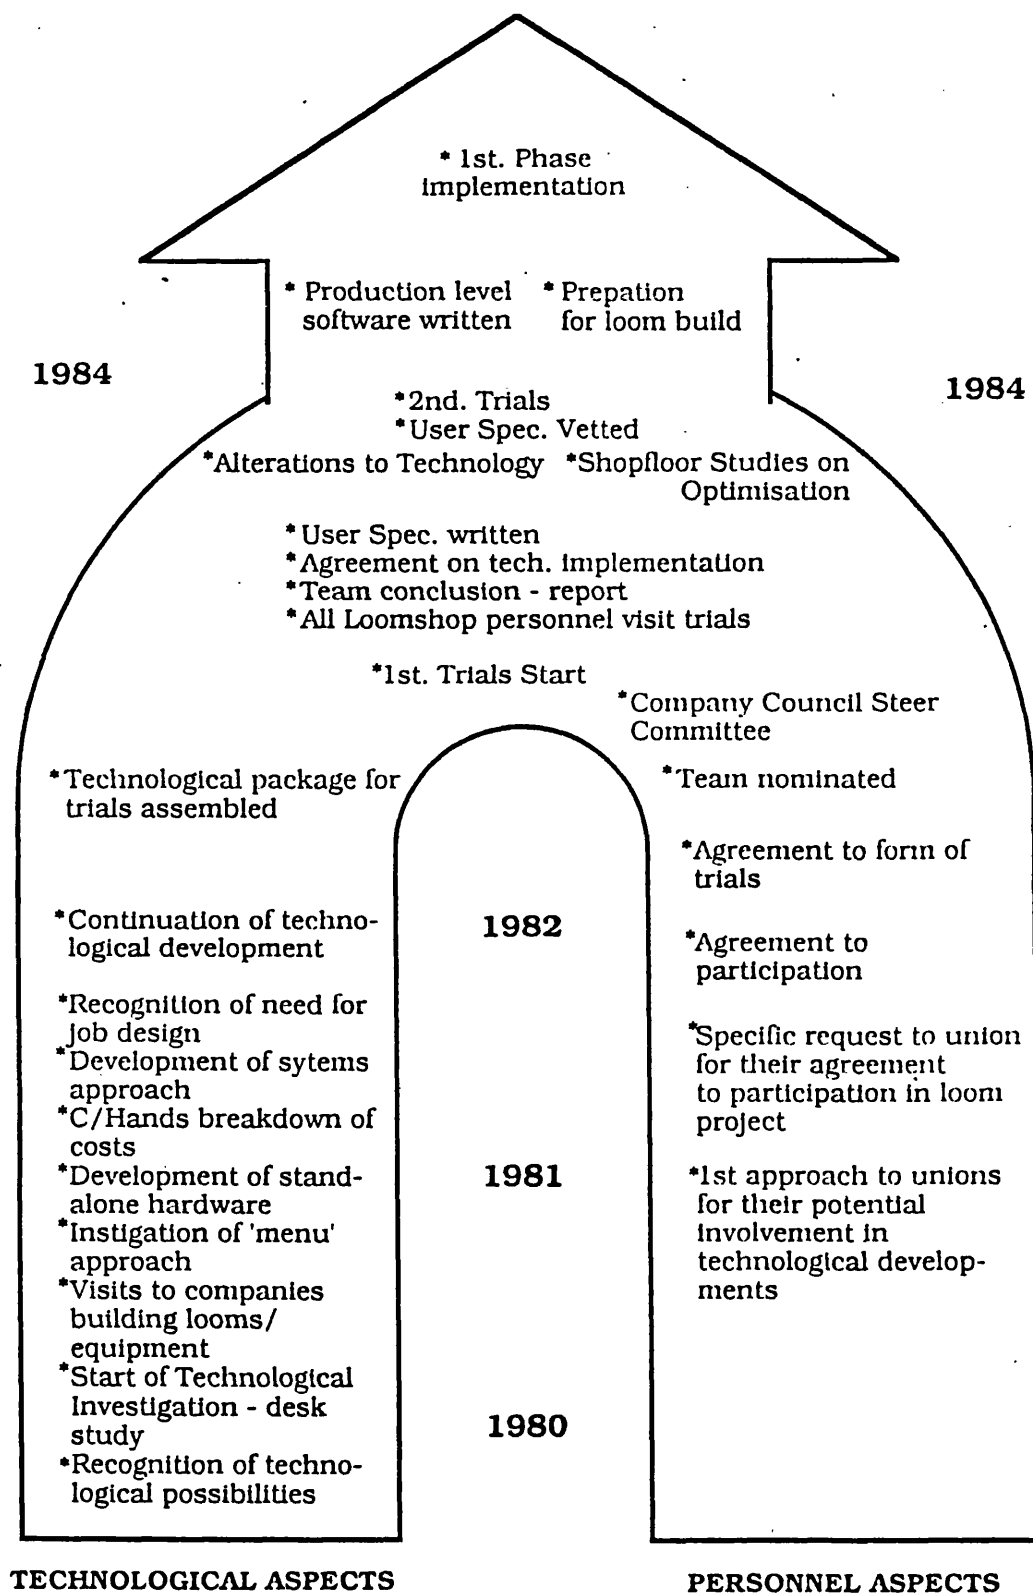 * 1st. Phase
implementation
* Production level
software written
* Prepation
for loom build
1984
1984
*2nd. Trials
*User Spec. Vetted
*Alterations to Technology
*Shopfloor Studies on
Optimisation
*User Spec. written
*Agreement on tech. implementation
*Team conclusion - report
*All Loomshop personnel visit trials
*1st. Trials Start
*Company Council Steer
Committee
*Technological package for
trials assembled
*Team nominated
*Agreement to form of
trials
*Continuation of techno-
logical development
1982
*Agreement to
participation
*Recognition of need for
job design
*Development of sytems
approach
*C/Hands breakdown of
costs
*Specific request to union
for their agreement
to participation in loom
project
*Development of stand-
alone hardware
*Instigation of 'menu'
approach
*Visits to companies
building looms/
equipment
1981
*1st approach to unions
for their potential
involvement in
technological develop-
ments
*Start of Technological
Investigation - desk
study
*Recognition of techno-
logical possibilities
1980
TECHNOLOGICAL ASPECTS
PERSONNEL ASPECTS